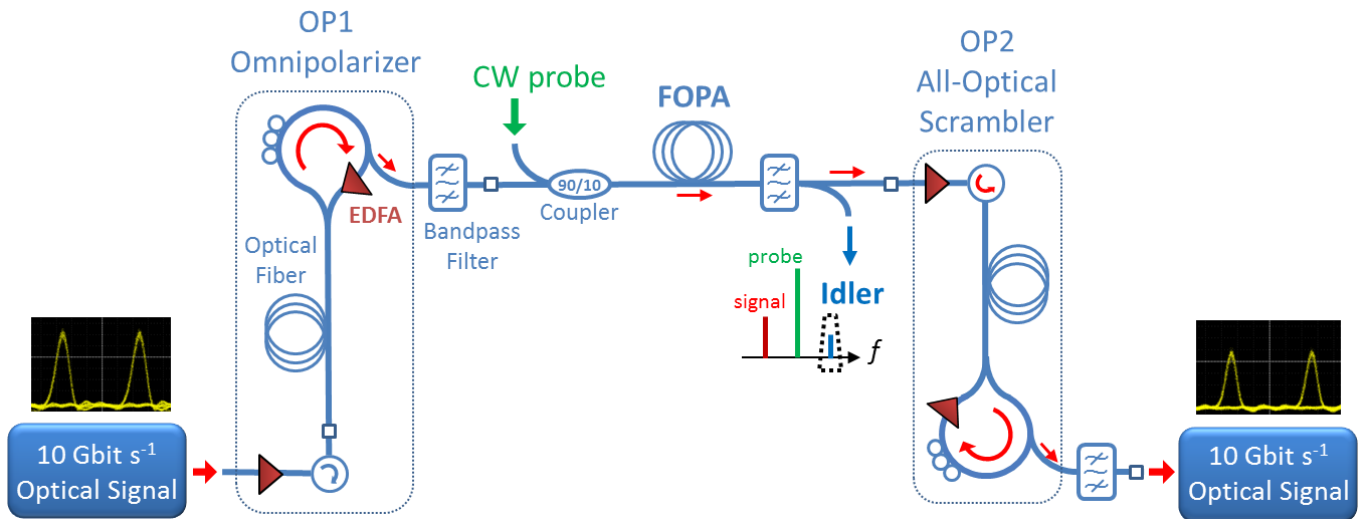 OP1
Omnipolarizer
EDFA
Optical
Fiber
Bandpass
Filter
CW probe
90/10
Coupler
FOPA
probe
signal
Idler
f
OP2
All-Optical
Scrambler
10 Gbit s⁻¹
Optical Signal
10 Gbit s⁻¹
Optical Signal